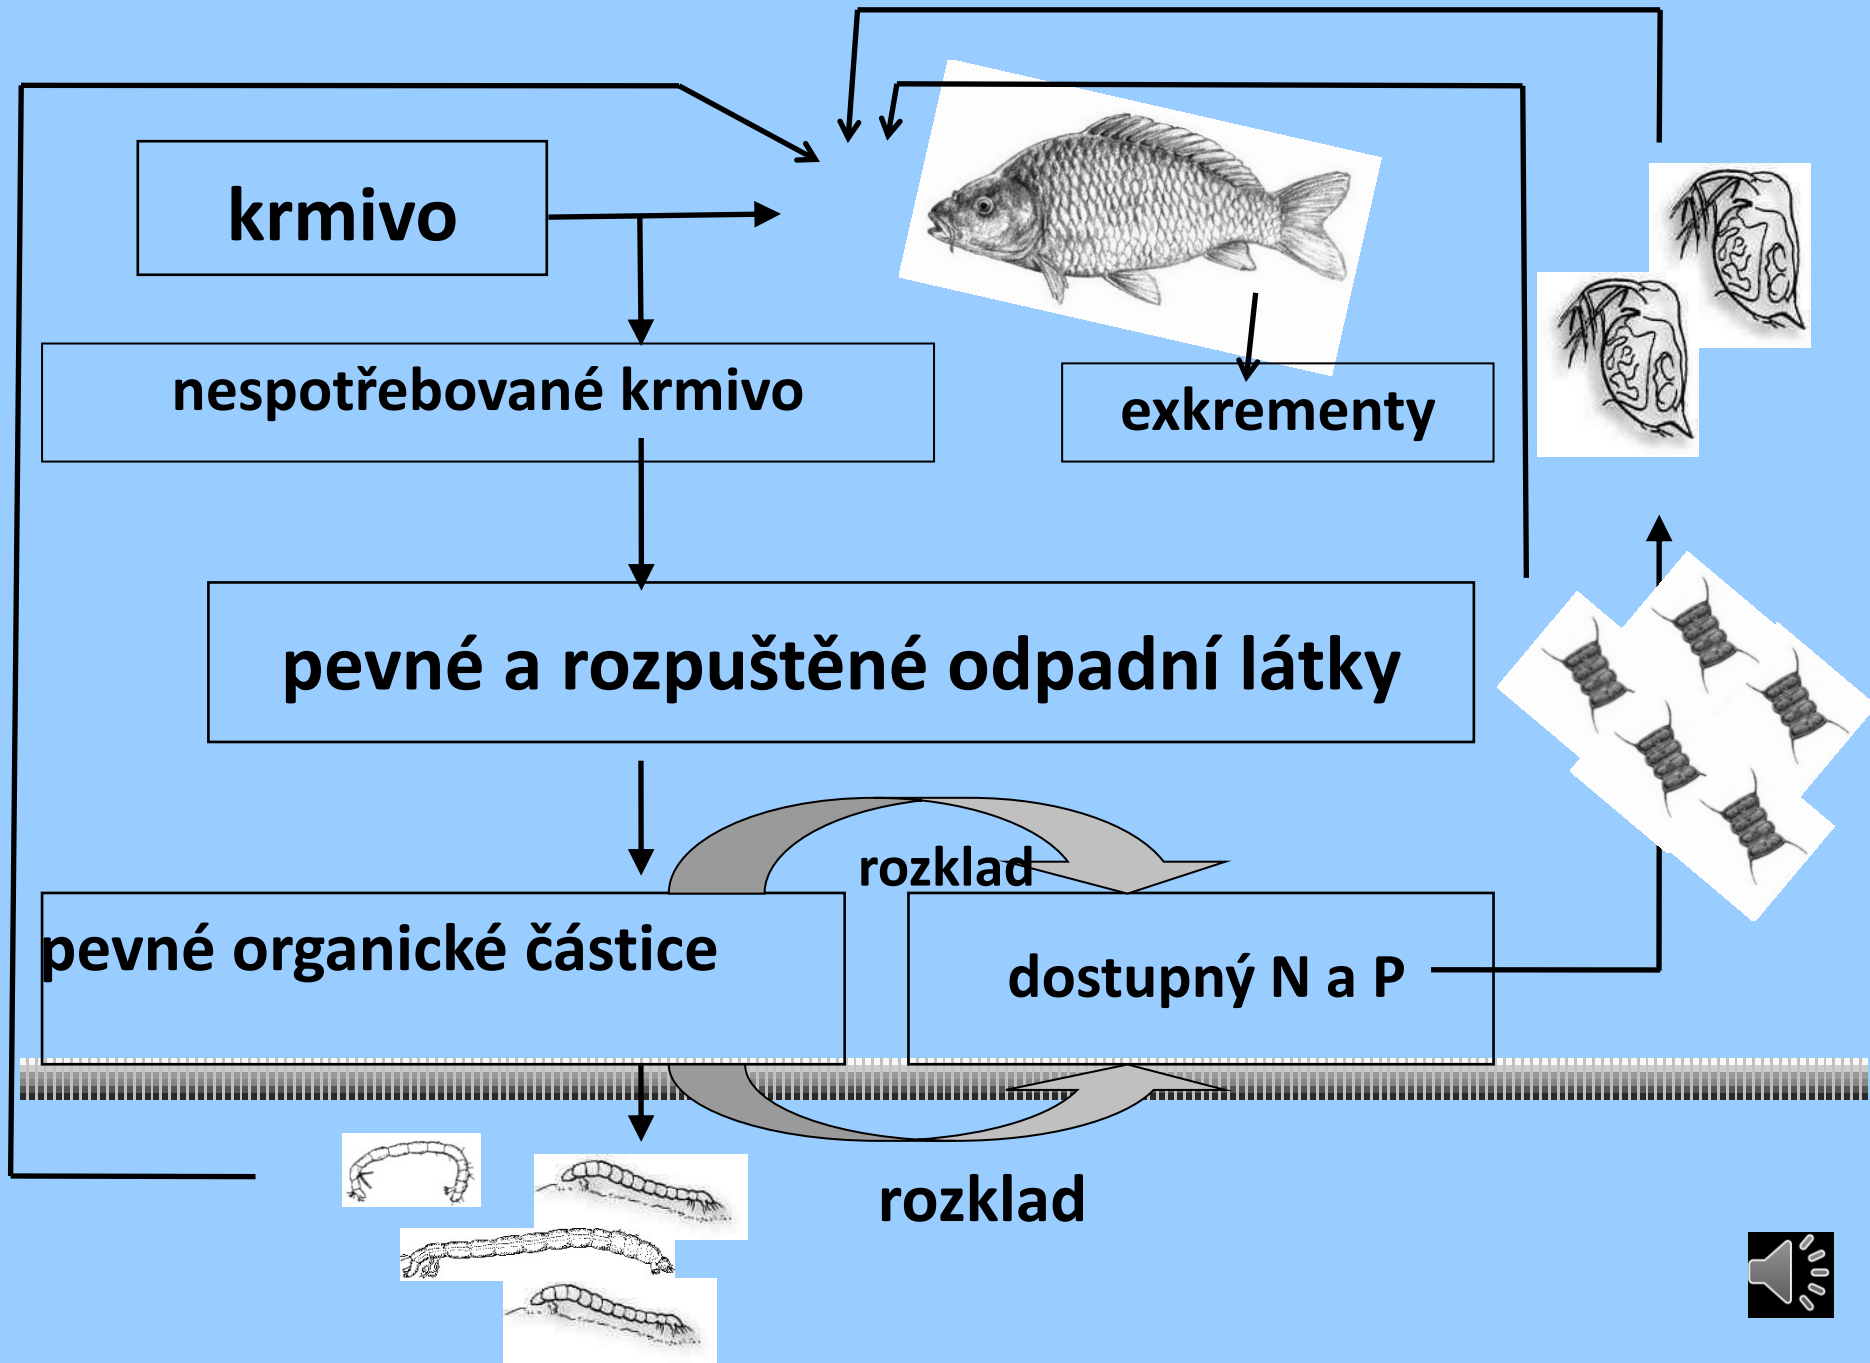 krmivo
nespotřebované krmivo
exkrementy
pevné a rozpuštěné odpadní látky
rozklad
pevné organické částice
dostupný N a P
rozklad